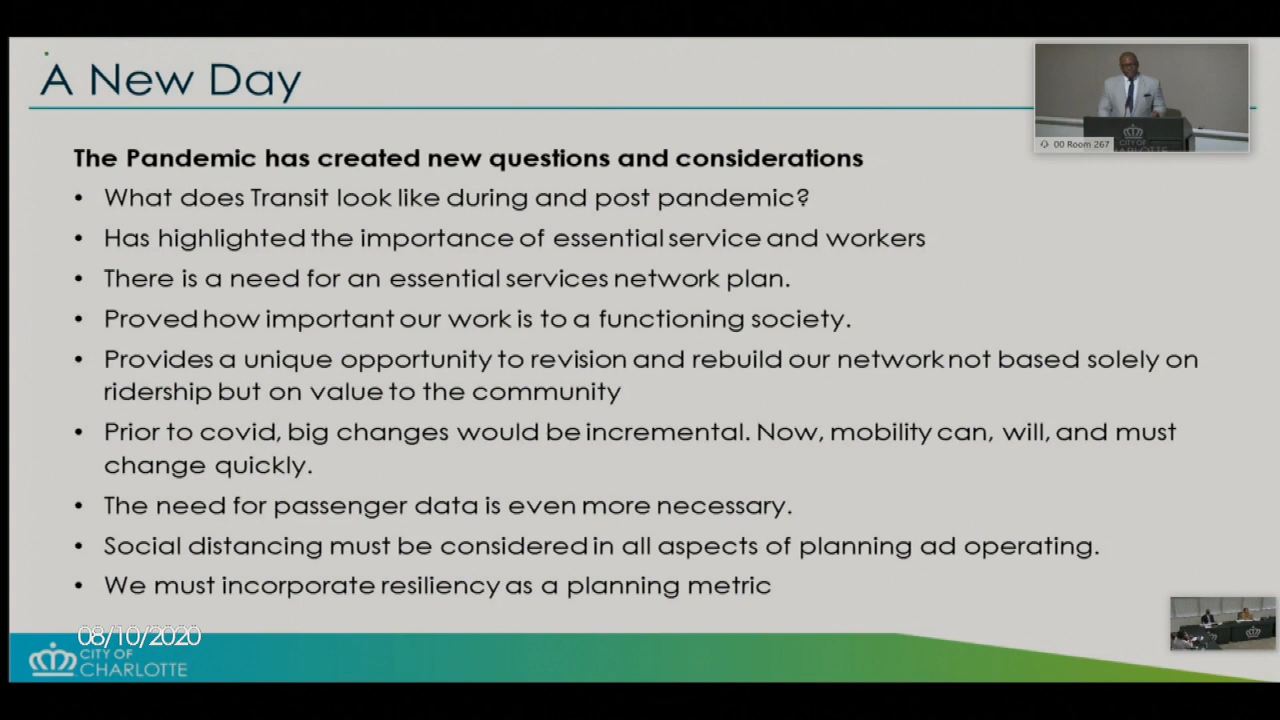 A New Day
The Pandemic has created new questions and considerations
• What does Transit look like during and post pandemic?
• Has highlighted the importance of essential service and workers
• There is a need for an essential services network plan.
• Proved how important our work is to a functioning society.
• Provides a unique opportunity to revision and rebuild our network not based solely on
ridership but on value to the community
• Prior to covid, big changes would be incremental. Now, mobility can, will, and must
change quickly.
• The need for passenger data is even more necessary.
• Social distancing must be considered in all aspects of planning ad operating.
• We must incorporate resiliency as a planning metric
00 Room 267
CITY OF
CHARLOTTE
08/10/2020
CITY OF
CHARLOTTE